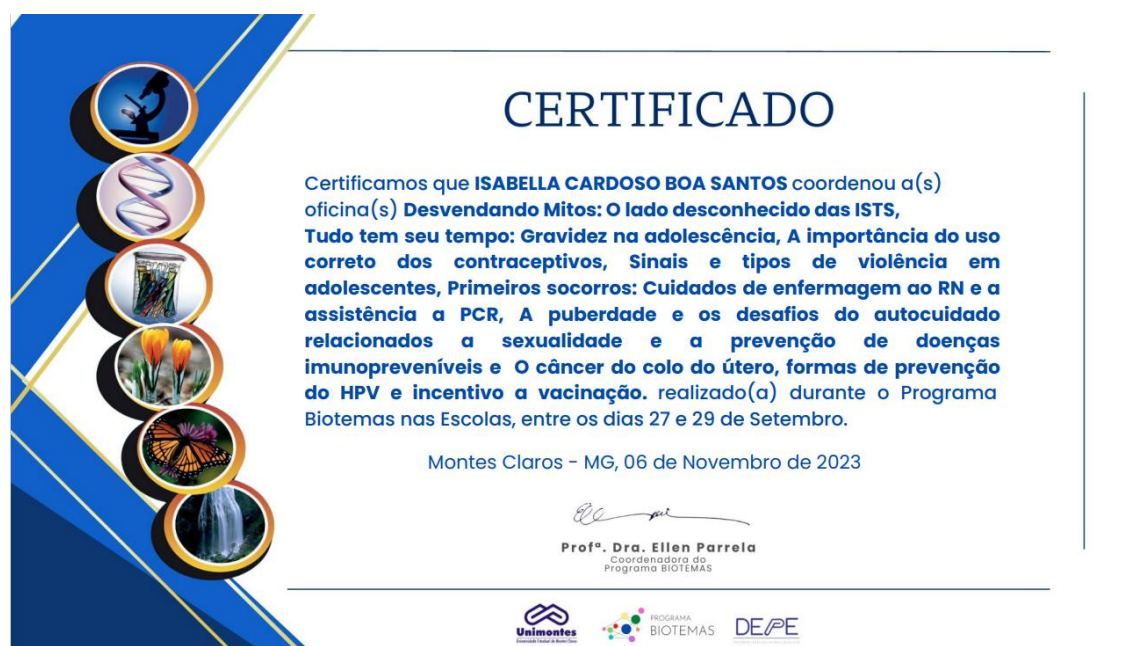 CERTIFICADO
Certificamos que ISABELLA CARDOSO BOA SANTOS coordenou a(s)
oficina(s) Desvendando Mitos: O lado desconhecido das ISTS,
Tudo tem seu tempo: Gravidez na adolescência, A importância do uso
correto dos contraceptivos, Sinais e tipos de violência em
adolescentes, Primeiros socorros: Cuidados de enfermagem ao RN e a
assistência a PCR, A puberdade e os desafios do autocuidado
relacionados a sexualidade e a prevenção de doenças
imunopreveníveis e O câncer do colo do útero, formas de prevenção
do HPV e incentivo a vacinação. realizado(a) durante o Programa
Biotemas nas Escolas, entre os dias 27 e 29 de Setembro.
Montes Claros - MG, 06 de Novembro de 2023
Profª. Dra. Ellen Parrela
Coordenadora do
Programa BIOTEMAS
Unimontes
Universidade Estadual de Montes Claros
PROGRAMA
BIOTEMAS
DEPE